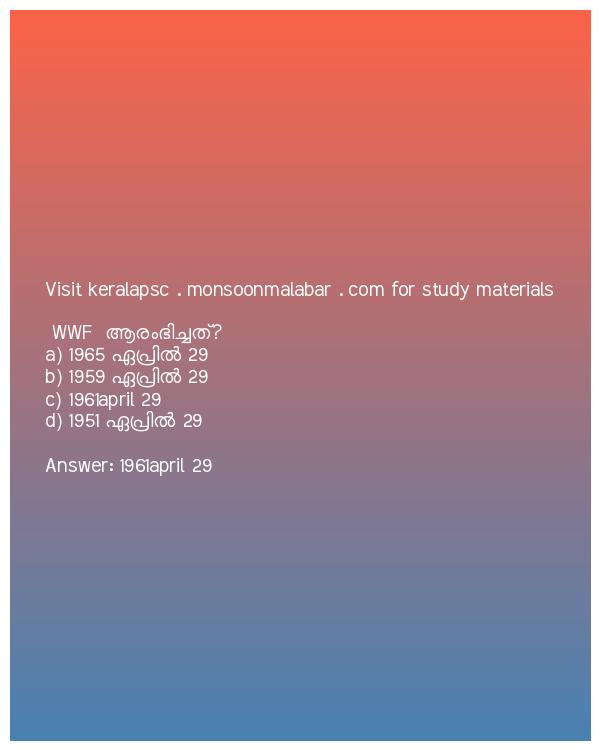 Visit keralapsc . monsoonmalabar . com for study materials
WWF ആരംഭിച്ചത്?
a) 1965 ഏപ്രിൽ 29
b) 1959 ഏപ്രിൽ 29
c) 1961april 29
d) 1951 ഏപ്രിൽ 29
Answer: 1961april 29